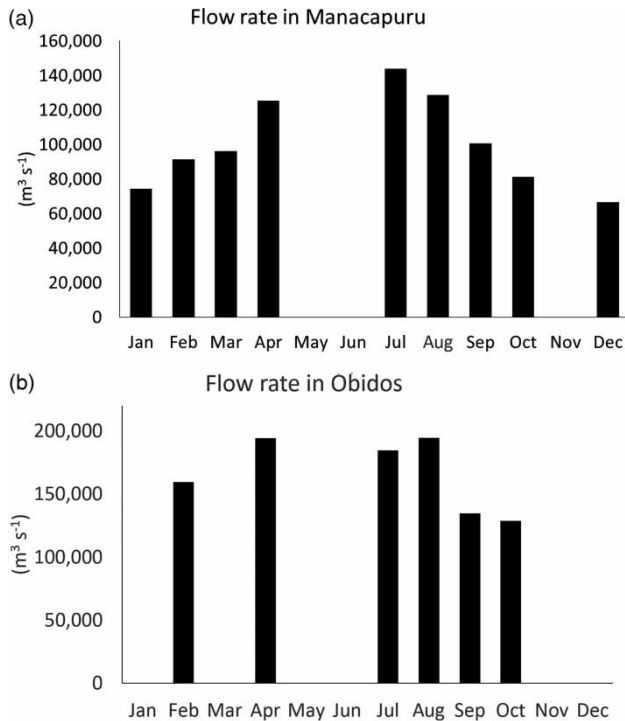 (a)
Flow rate in Manacapuru
160,000
140,000
120,000
100,000
80,000
60,000
40,000
20,000
0
(m³ s⁻¹)
Jan Feb Mar Apr May Jun Jul Aug Sep Oct Nov Dec
(b)
Flow rate in Obidos
200,000
150,000
100,000
50,000
0
(m³ s⁻¹)
Jan Feb Mar Apr May Jun Jul Aug Sep Oct Nov Dec